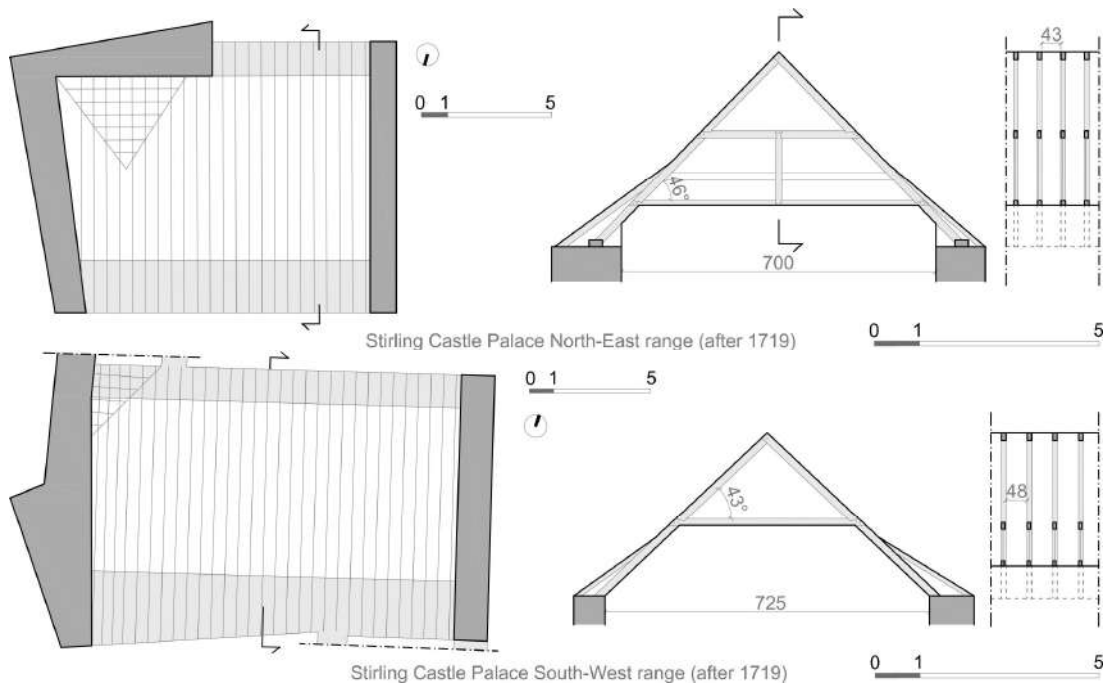 43
0 1 5
46°
700
Stirling Castle Palace North-East range (after 1719)
0 1 5
0 1 5
43°
48
725
Stirling Castle Palace South-West range (after 1719)
0 1 5